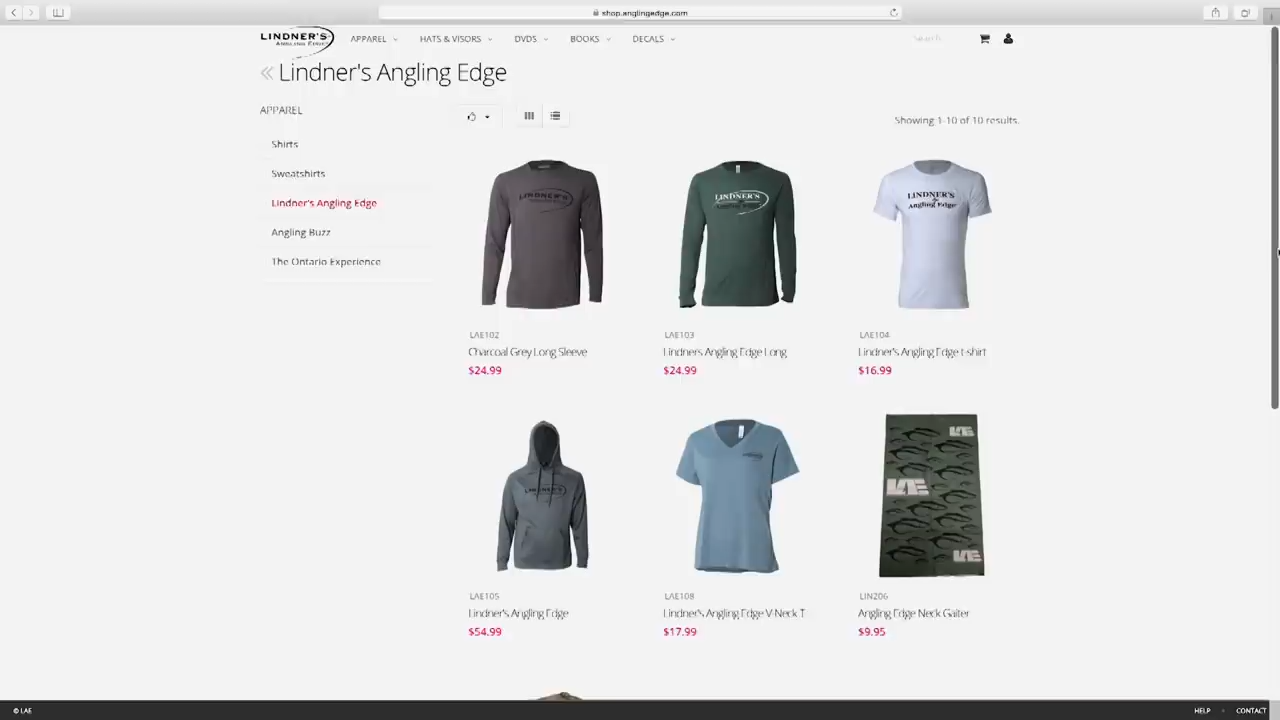 shop.anglingedge.com
LINDNER'S
ANGLING EDGE
APPAREL
HATS & VISORS
DVDS
BOOKS
DECALS
Search
Lindner's Angling Edge
APPAREL
Showing 1-10 of 10 results.
Shirts
Sweatshirts
Lindner's Angling Edge
Angling Buzz
The Ontario Experience
LINDNER'S
LINDNER'S
LINDNER'S
Angling Edge
LAE102
Charcoal Grey Long Sleeve
$24.99
LAE103
Lindners Angling Edge Long
$24.99
LAE104
Lindner's Angling Edge t-shirt
$16.99
LINDNER'S
LAE
LAE
LAE
LAE105
Lindner's Angling Edge
$54.99
LAE108
Lindner's Angling Edge V-Neck T
$17.99
LIN206
Angling Edge Neck Gaiter
$9.95
© LAE
HELP
CONTACT